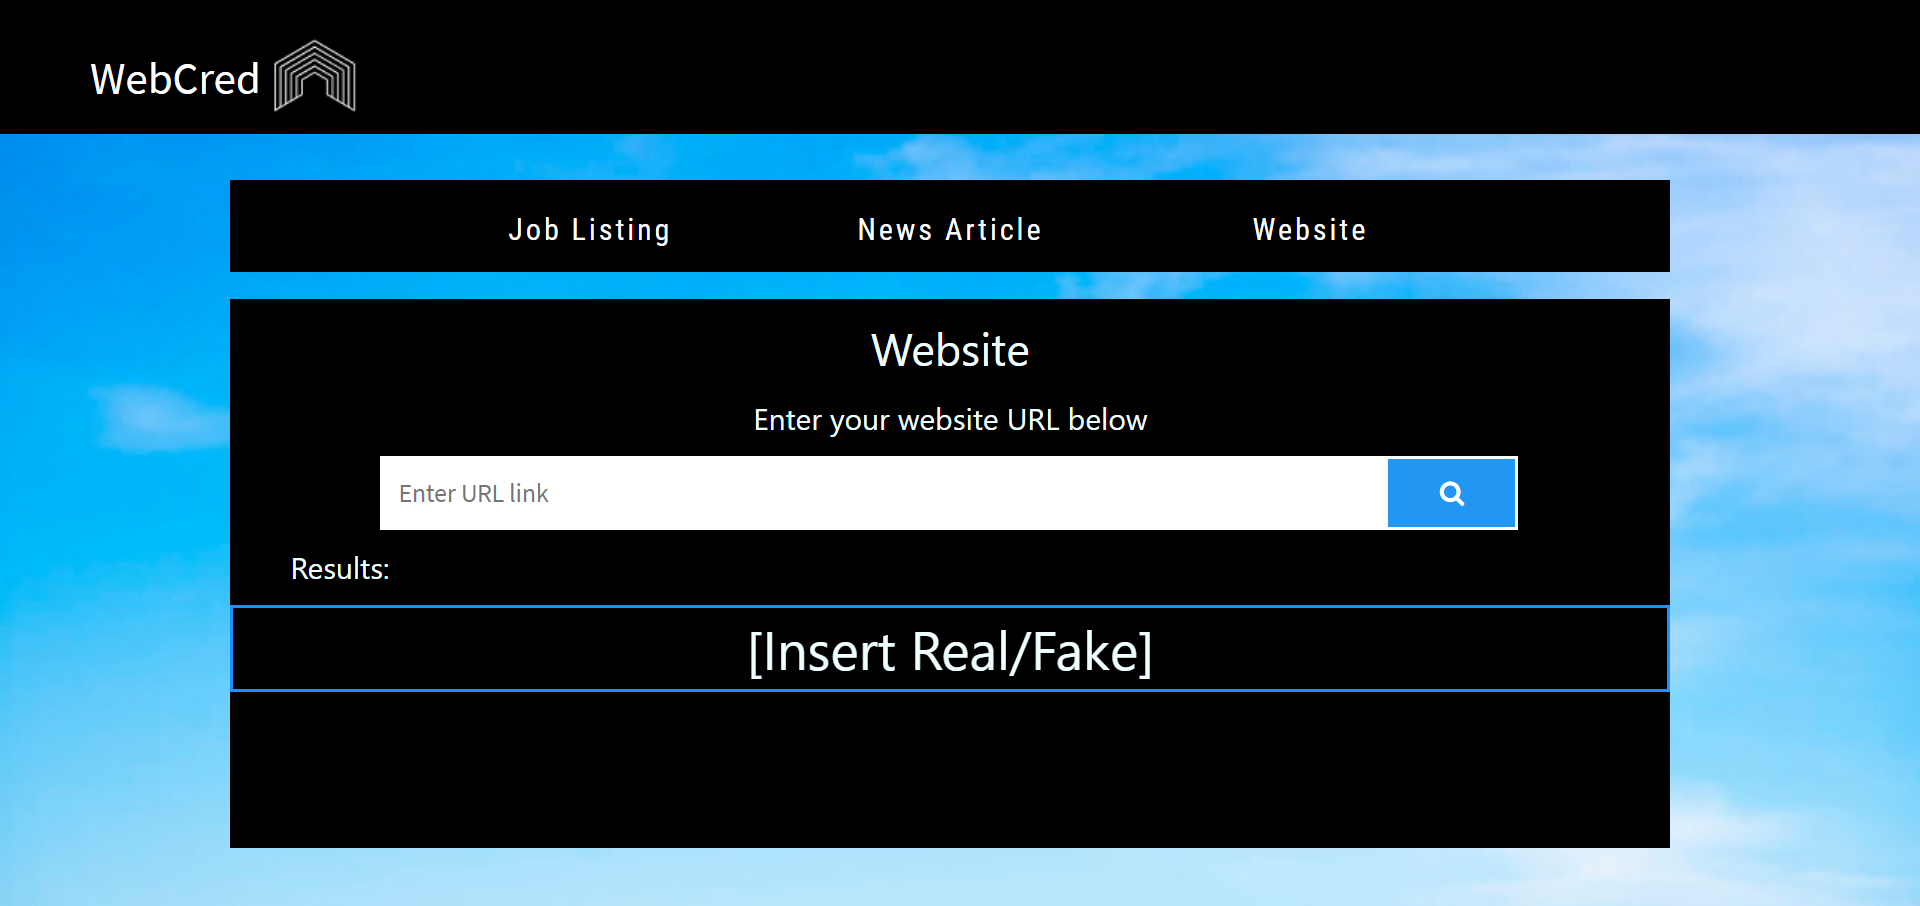 WebCred
Job Listing News Article Website
Website
Enter your website URL below
Enter URL link
Results:
[Insert Real/Fake]